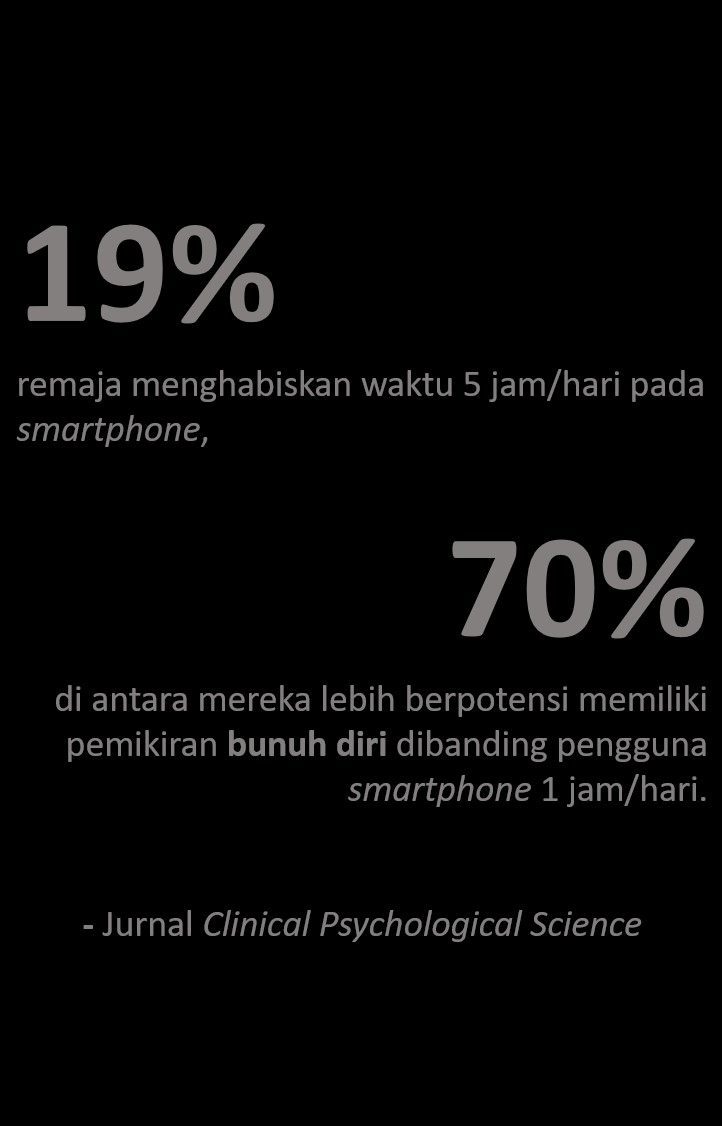 19%
remaja menghabiskan waktu 5 jam/hari pada
smartphone,
70%
di antara mereka lebih berpotensi memiliki
pemikiran bunuh diri dibanding pengguna
smartphone 1 jam/hari.
- Jurnal Clinical Psychological Science